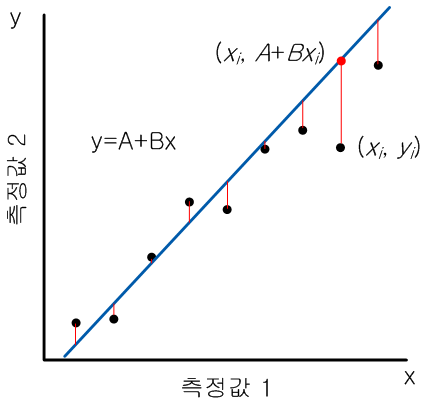 y
(xi, A+Bxi)
y=A+Bx
(xi, yi)
측정값 2
x
측정값 1